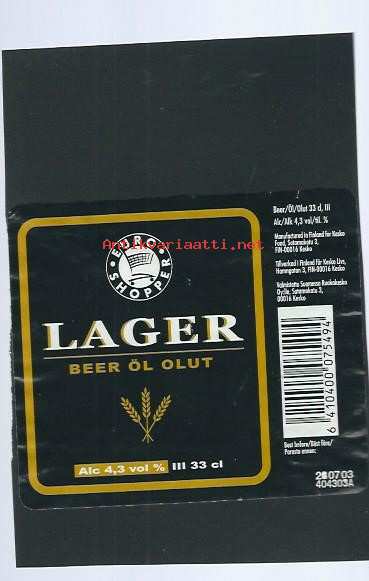 EURO SHOPPER
Antikvariaatti.net
LAGER
BEER ÖL OLUT
Alc 4,3 vol % III 33 cl
Beer/Öl/Olut 33 cl, III
Alc/Alk 4,3 vol/til. %
Manufactured in Finland for Kesko
Food, Satamakatu 3,
FIN-00016 Kesko
Tillverkad i Finland för Kesko Livs,
Hamngatan 3, FIN-00016 Kesko
Valmistettu Suomessa Ruokakesko
Oy:lle, Satamakatu 3,
00016 Kesko
6 410400 075494
Best before/Bäst före/
Parasta ennen:
280703
404303A